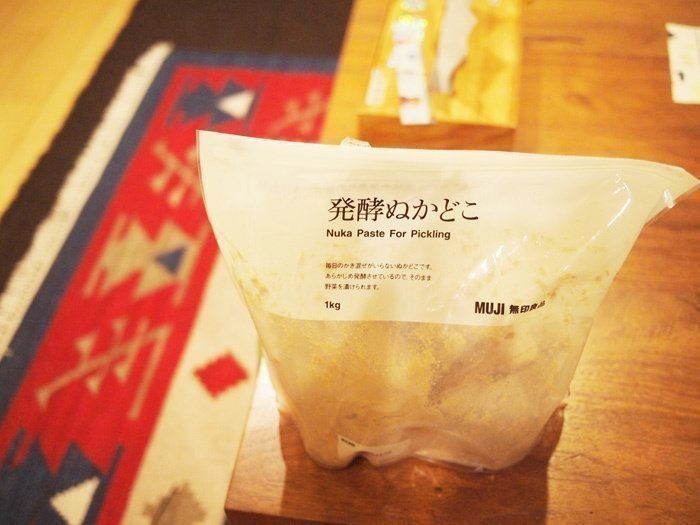 発酵ぬかどこ
Nuka Paste For Pickling
毎日のかき混ぜがいらないぬかどこです。
あらかじめ発酵させているので、そのまま
野菜を漬けられます。
1kg
MUJI 無印良品